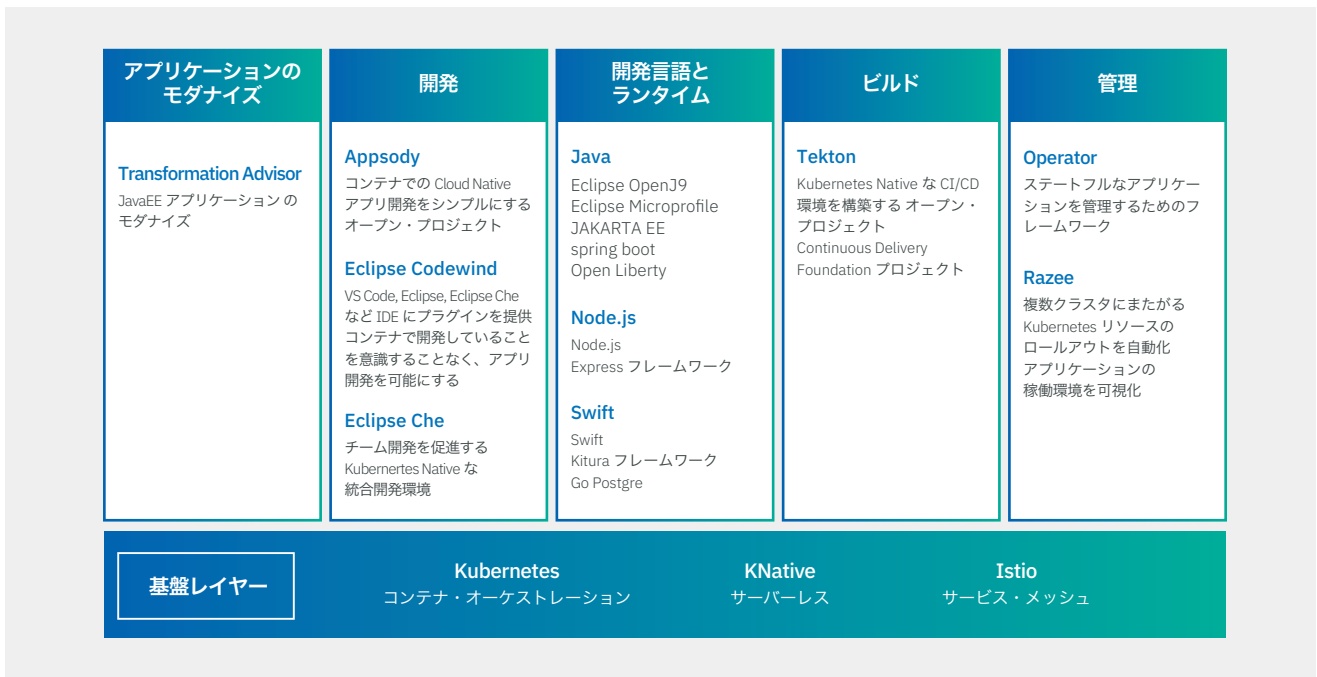 アプリケーションの
モダナイズ
Transformation Advisor
JavaEE アプリケーション の
モダナイズ
開発
Appsody
コンテナでの Cloud Native
アプリ開発をシンプルにする
オープン・プロジェクト
Eclipse Codewind
VS Code, Eclipse, Eclipse Che
など IDE にプラグインを提供
コンテナで開発していること
を意識することなく、アプリ
開発を可能にする
Eclipse Che
チーム開発を促進する
Kubernertes Native な
統合開発環境
開発言語と
ランタイム
Java
Eclipse OpenJ9
Eclipse Microprofile
JAKARTA EE
spring boot
Open Liberty
Node.js
Node.js
Express フレームワーク
Swift
Swift
Kitura フレームワーク
Go Postgre
ビルド
Tekton
Kubernetes Native な CI/CD
環境を構築する オープン・
プロジェクト
Continuous Delivery
Foundation プロジェクト
管理
Operator
ステートフルなアプリケー
ションを管理するためのフ
レームワーク
Razee
複数クラスタにまたがる
Kubernetes リソースの
ロールアウトを自動化
アプリケーションの
稼働環境を可視化
基盤レイヤー
Kubernetes
コンテナ・オーケストレーション
KNative
サーバーレス
Istio
サービス・メッシュ